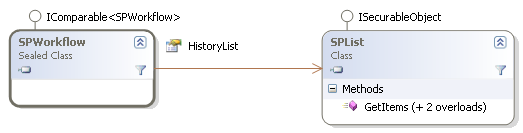 IComparable<SPWorkflow>
ISecurableObject
SPWorkflow
Sealed Class
HistoryList
SPList
Class
Methods
GetItems (+ 2 overloads)